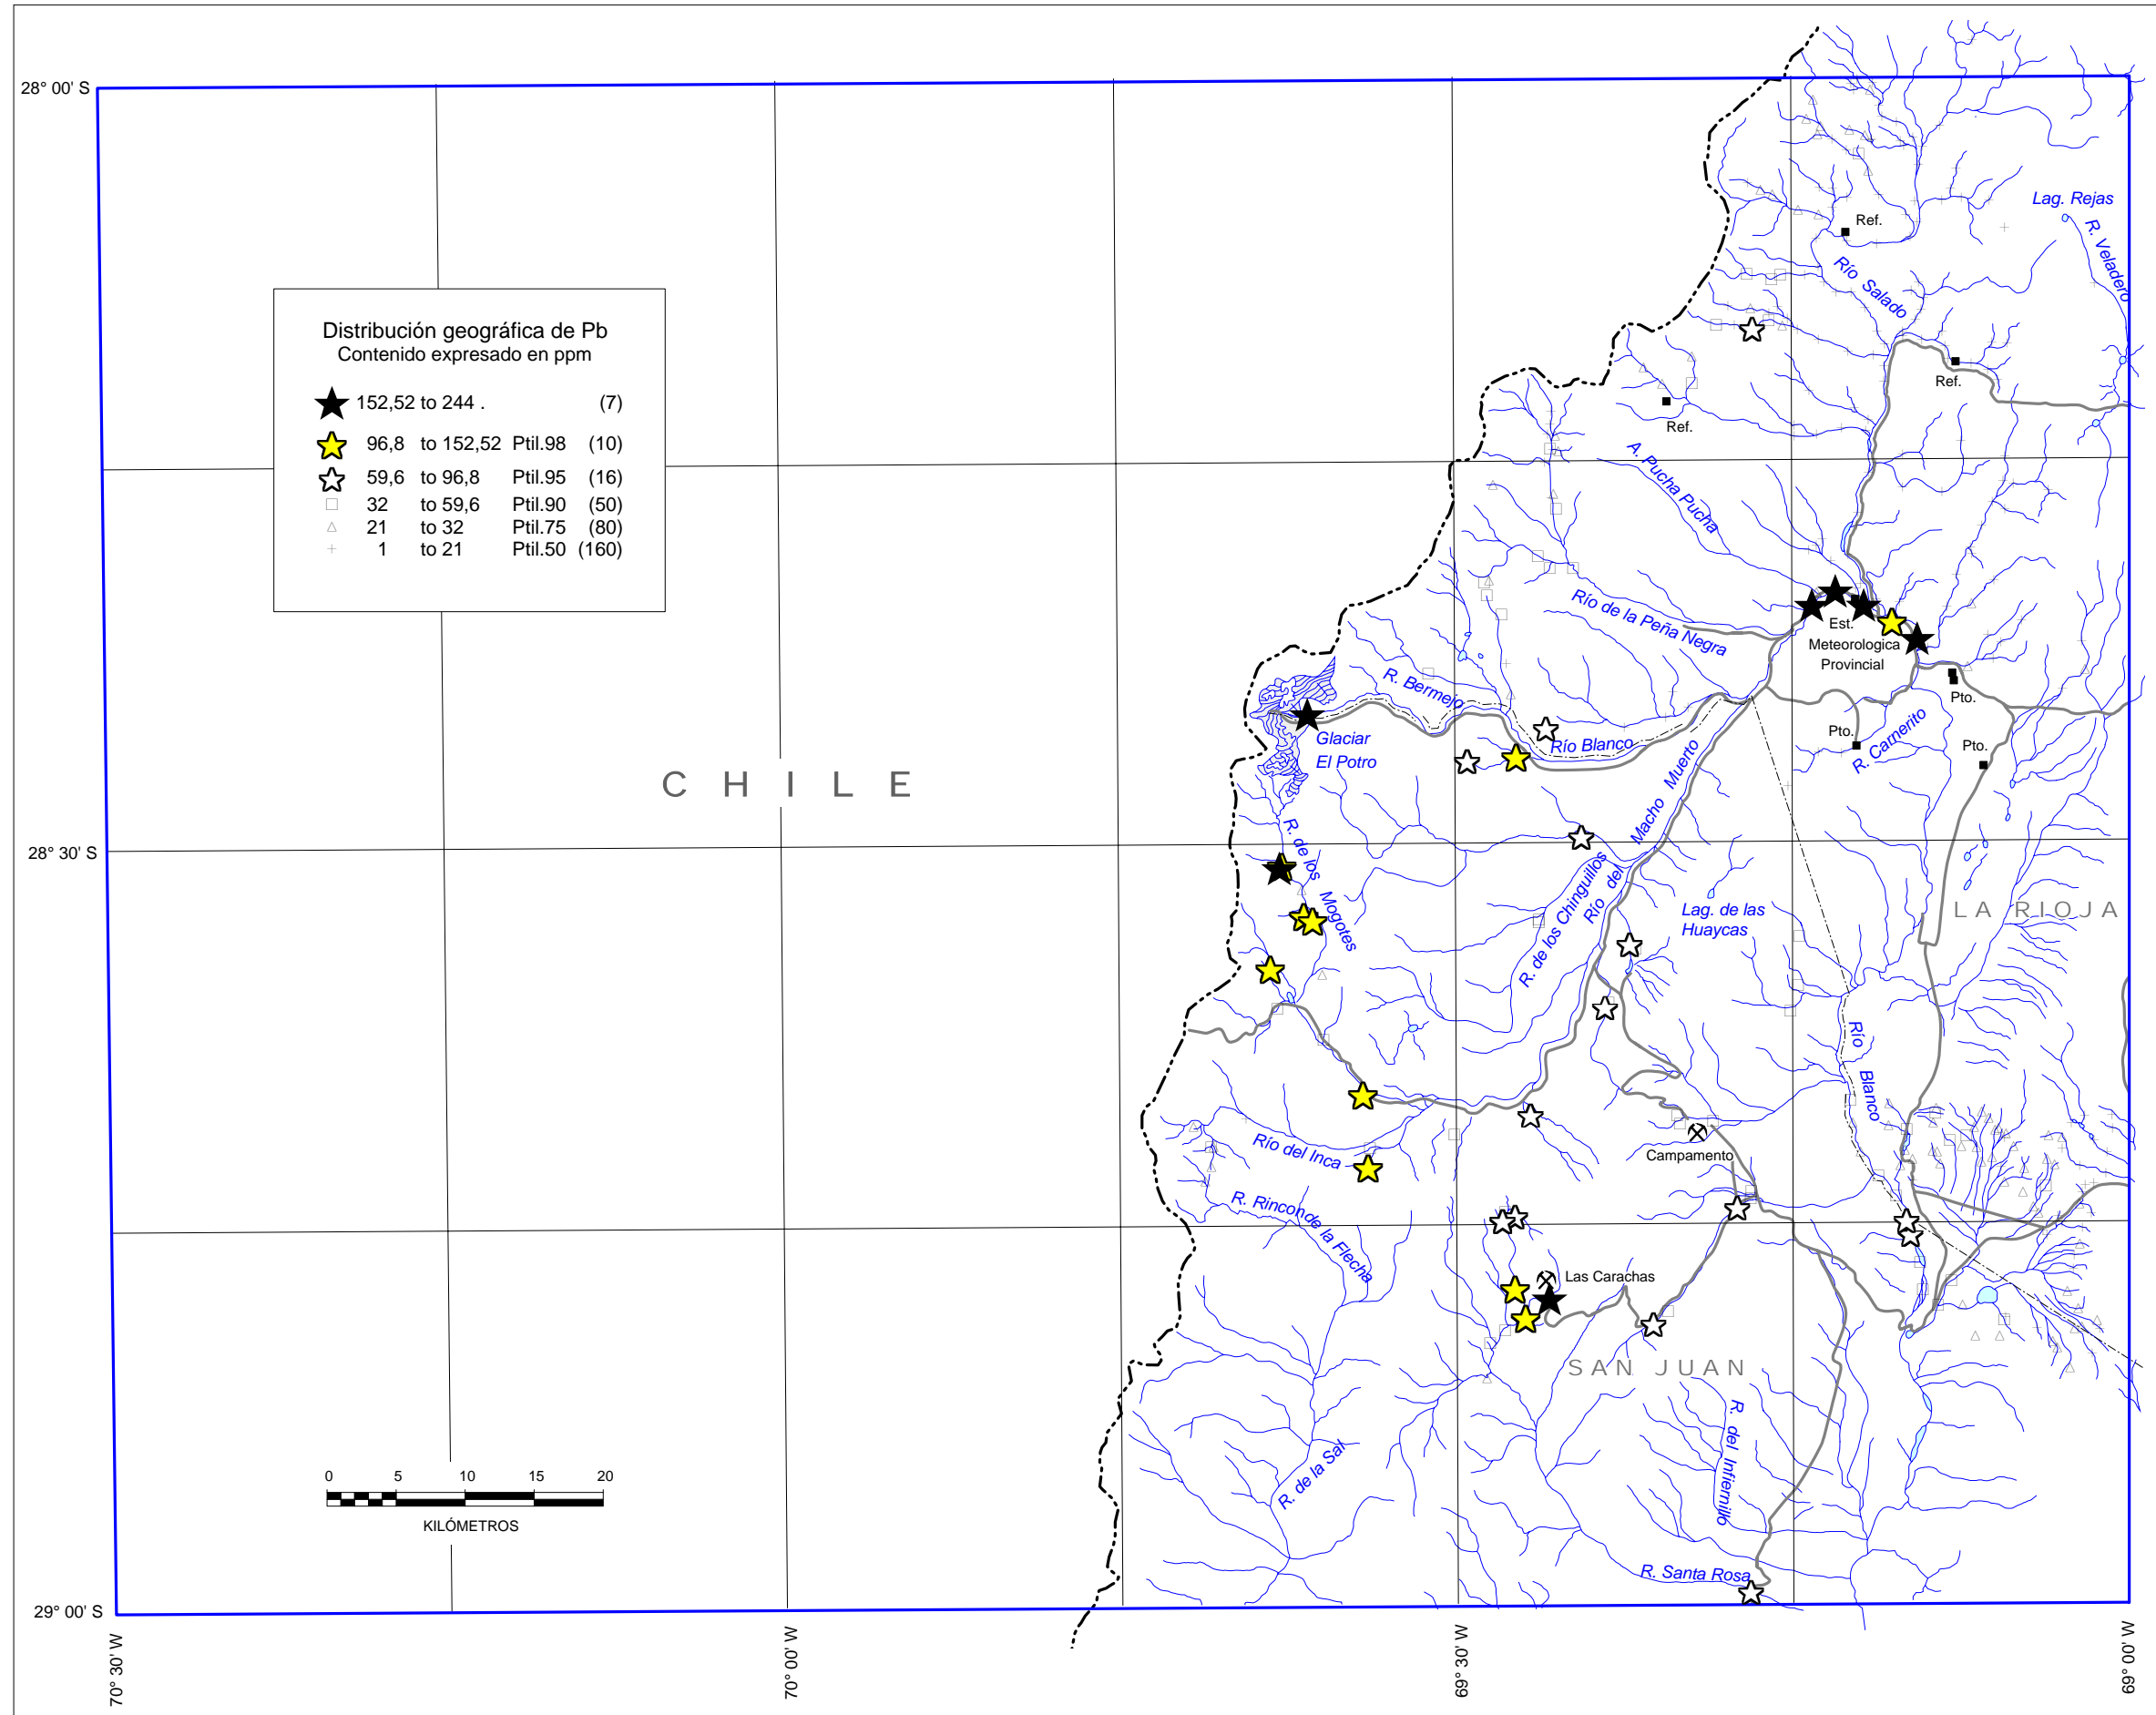 28° 00' S
Lag. Rejas
R. Veladero
Ref.
Río Salado
Distribución geográfica de Pb
Contenido expresado en ppm
152,52 to 244 . (7)
96,8 to 152,52 Ptil.98 (10)
59,6 to 96,8 Ptil.95 (16)
32 to 59,6 Ptil.90 (50)
21 to 32 Ptil.75 (80)
1 to 21 Ptil.50 (160)
Ref.
Ref.
A. Pucha Pucha
Río de la Peña Negra
Est.
Meteorologica
Provincial
R. Bermejo
Pto.
Pto.
R. Carnerito
Pto.
Glaciar
El Potro
Río Blanco
CHILE
Río del Macho Muerto
28° 30' S
R. de los Mogotes
R. de los Chinguillos
Lag. de las
Huaycas
LA RIOJA
Río Blanco
Río del Inca
Campamento
R. Rincon de la Flecha
Las Carachas
SAN JUAN
R. del Infiernillo
R. de la Sal
0 5 10 15 20
KILÓMETROS
R. Santa Rosa
29° 00' S
70° 30' W
70° 00' W
69° 30' W
69° 00' W